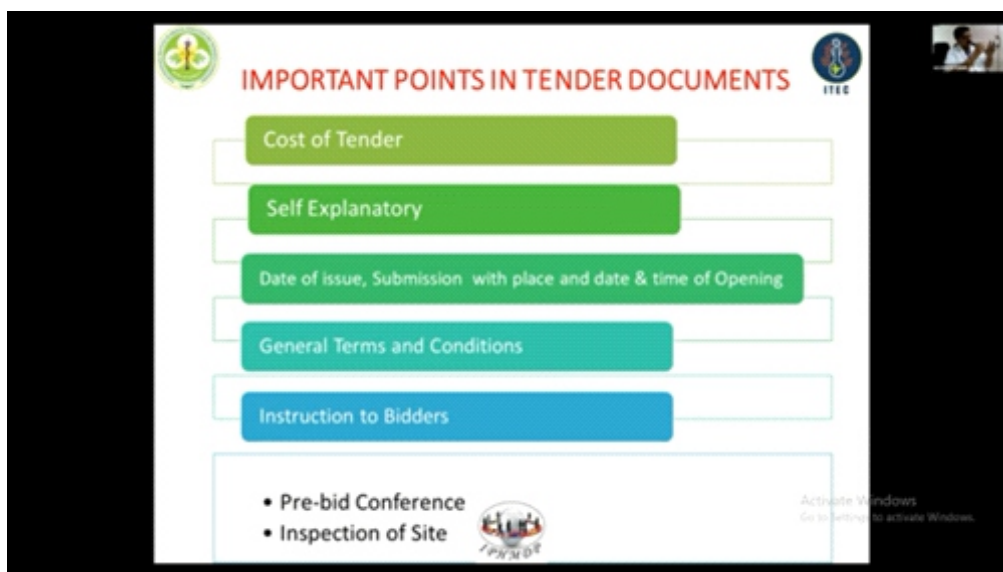 IMPORTANT POINTS IN TENDER DOCUMENTS
ITEC
Cost of Tender
Self Explanatory
Date of issue, Submission with place and date & time of Opening
General Terms and Conditions
Instruction to Bidders
• Pre-bid Conference
• Inspection of Site
IPHMDP
Activate Windows
Go to Settings to activate Windows.